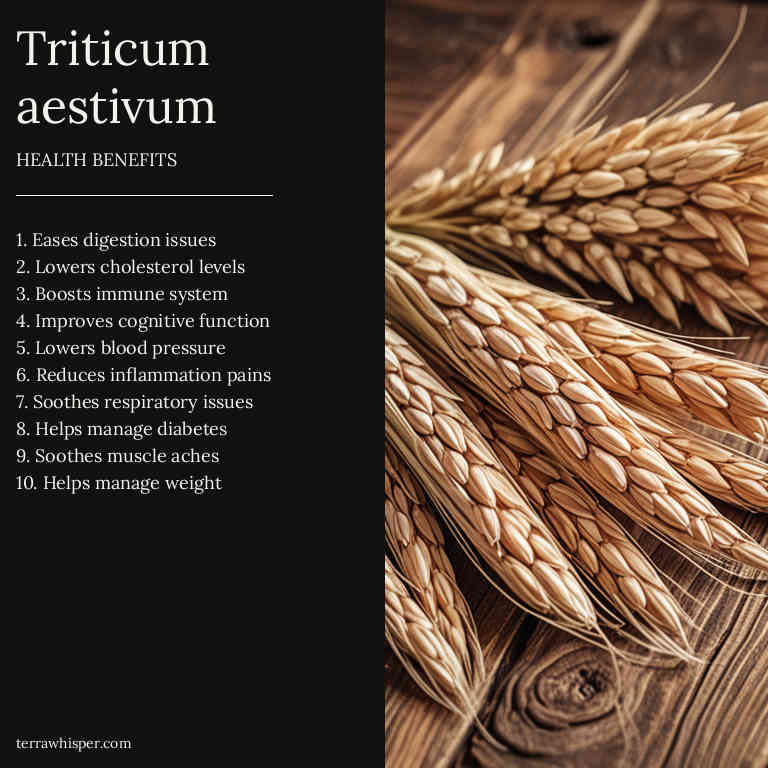 Triticum
aestivum
HEALTH BENEFITS
1. Eases digestion issues
2. Lowers cholesterol levels
3. Boosts immune system
4. Improves cognitive function
5. Lowers blood pressure
6. Reduces inflammation pains
7. Soothes respiratory issues
8. Helps manage diabetes
9. Soothes muscle aches
10. Helps manage weight
terrawhisper.com